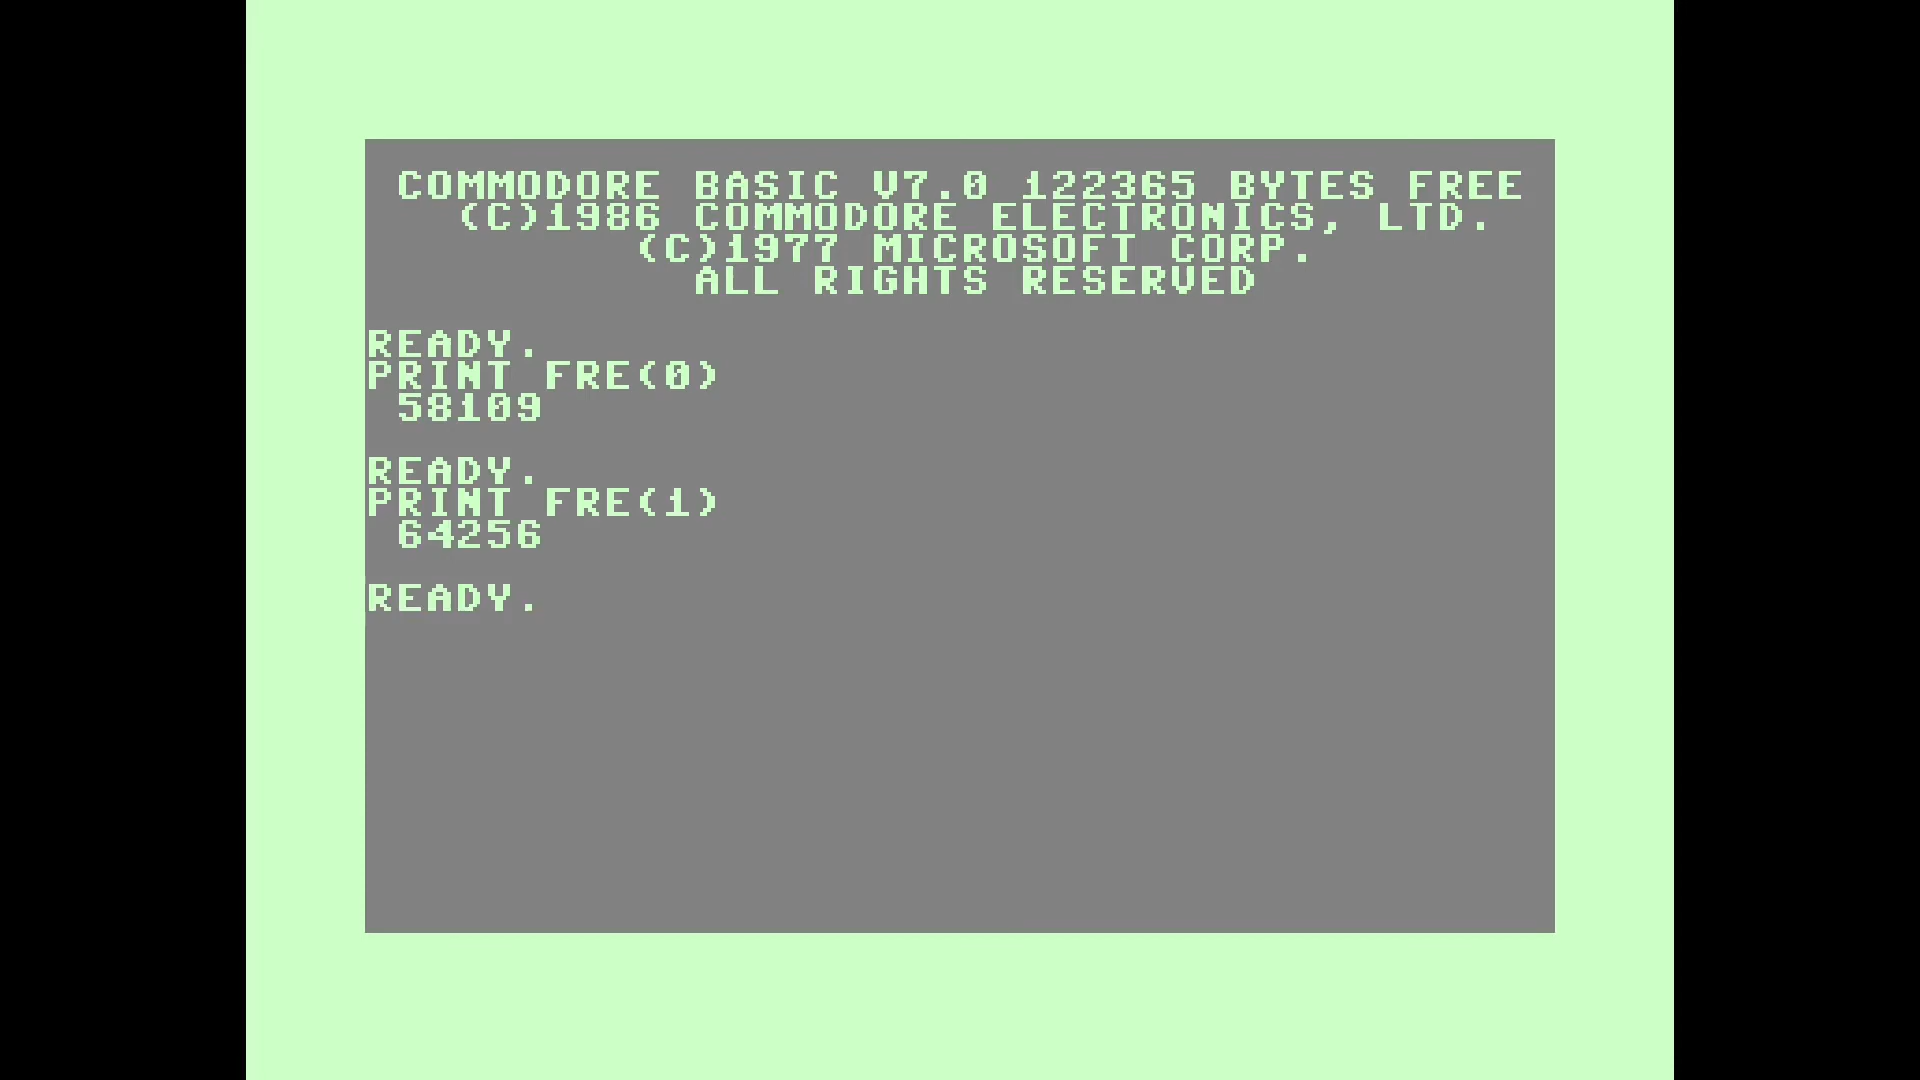 COMMODORE BASIC V7.0 122365 BYTES FREE
(C)1986 COMMODORE ELECTRONICS, LTD.
(C)1977 MICROSOFT CORP.
ALL RIGHTS RESERVED
READY.
PRINT FRE(0)
58109
READY.
PRINT FRE(1)
64256
READY.